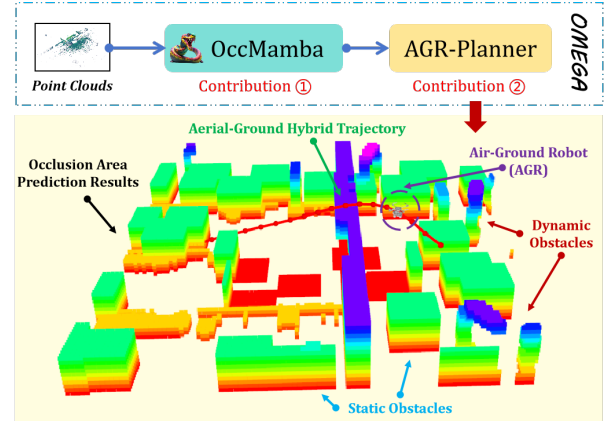 OccMamba
AGR-Planner
OMEGA
Point Clouds
Contribution ①
Contribution ②
Aerial-Ground Hybrid Trajectory
Occlusion Area
Prediction Results
Air-Ground Robot
(AGR)
Dynamic
Obstacles
Static Obstacles